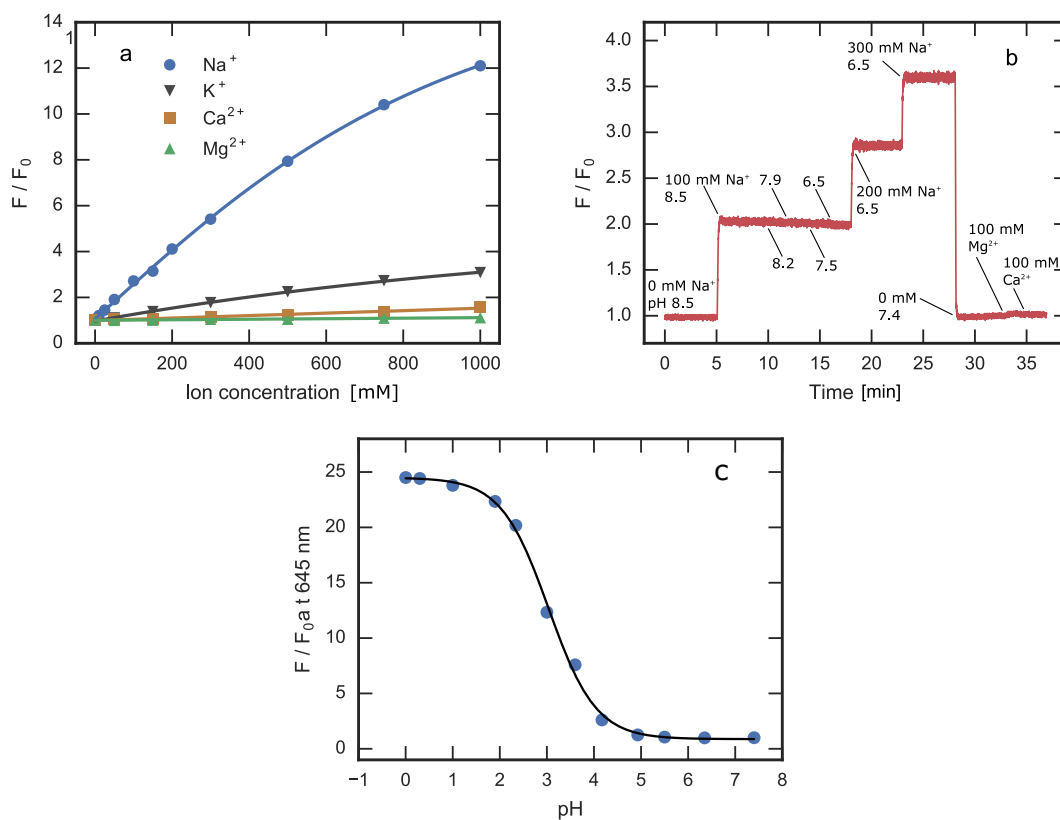 14
1
12
10
8
6
4
2
0
F / F0
a
Na+
K+
Ca2+
Mg2+
0
200
400
600
800
1000
Ion concentration [mM]
4.0
3.5
3.0
2.5
2.0
1.5
1.0
F / F0
b
300 mM Na+
6.5
100 mM Na+
8.5
7.9
6.5
200 mM Na+
6.5
8.2
7.5
100 mM
Mg2+
100 mM
Ca2+
0 mM Na+
pH 8.5
0 mM
7.4
0
5
10
15
20
25
30
35
Time [min]
25
20
15
10
5
0
F / F0a t 645 nm
c
−1
0
1
2
3
4
5
6
7
8
pH